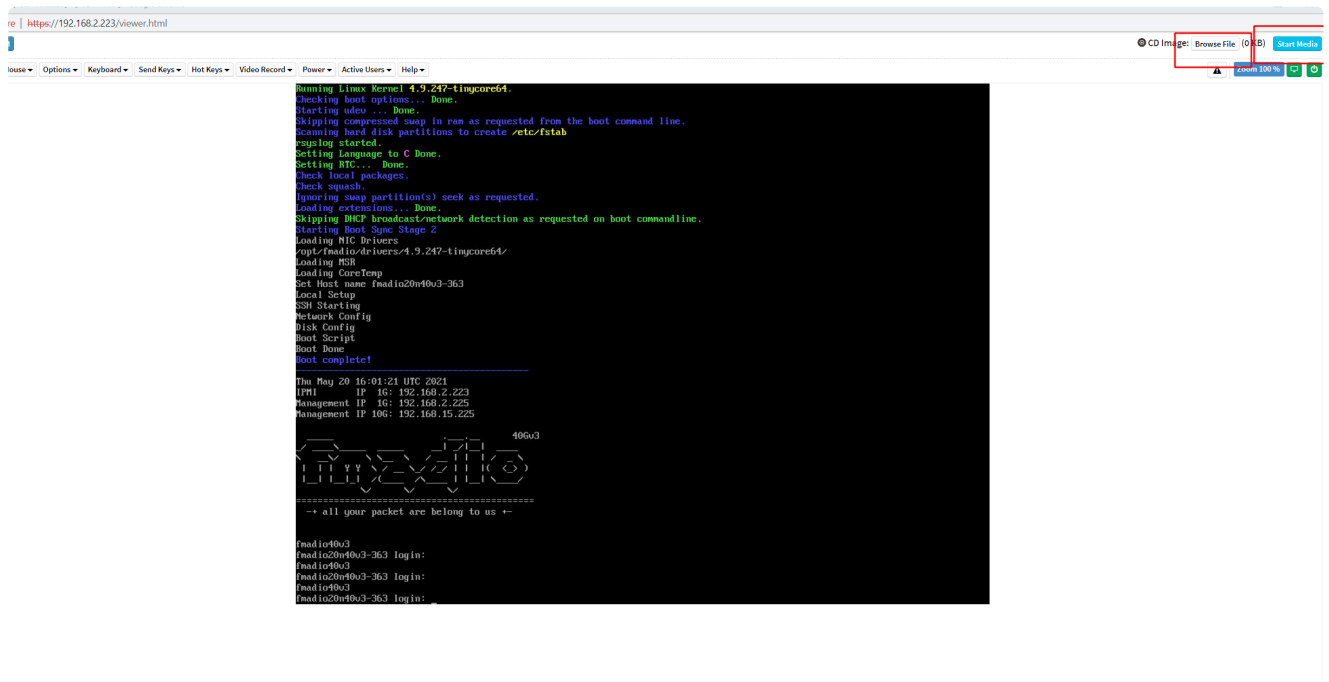 re | https://192.168.2.223/viewer.html
CD Image: Browse File (0 KB) Start Media
Mouse Options Keyboard Send Keys Hot Keys Video Record Power Active Users Help Zoom 100 %
Running Linux Kernel 4.9.247-tinycore64.
Checking boot options... Done.
Starting udev ... Done.
Skipping compressed swap in ram as requested from the boot command line.
Scanning hard disk partitions to create /etc/fstab
rsyslog started.
Setting Language to C Done.
Setting RTC... Done.
Check local packages.
Check squash.
Ignoring swap partition(s) seek as requested.
Loading extensions... Done.
Skipping DHCP broadcast/network detection as requested on boot commandline.
Starting Boot Sync Stage 2
Loading NIC Drivers
/opt/fmadio/drivers/4.9.247-tinycore64/
Loading MSR
Loading CoreTemp
Set Host name fmadio20n40v3-363
Local Setup
SSH Starting
Network Config
Disk Config
Boot Script
Boot Done
Boot complete!
Thu May 20 16:01:21 UTC 2021
IPMI IP 1G: 192.168.2.223
Management IP 1G: 192.168.2.225
Management IP 10G: 192.168.15.225
40Gv3
fmadio
-+ all your packet are belong to us +-
fmadio40v3
fmadio20n40v3-363 login:
fmadio40v3
fmadio20n40v3-363 login:
fmadio40v3
fmadio20n40v3-363 login: _